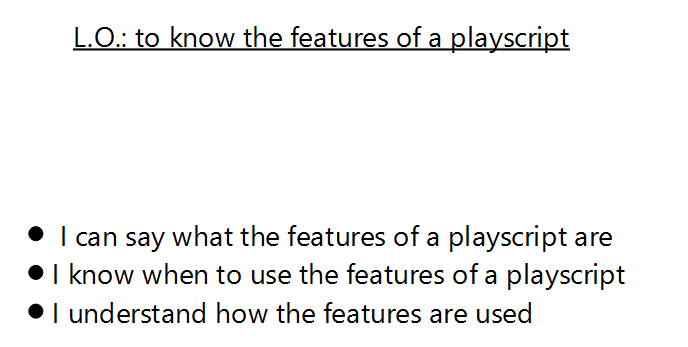 L.O.: to know the features of a playscript
● I can say what the features of a playscript are
● I know when to use the features of a playscript
● I understand how the features are used